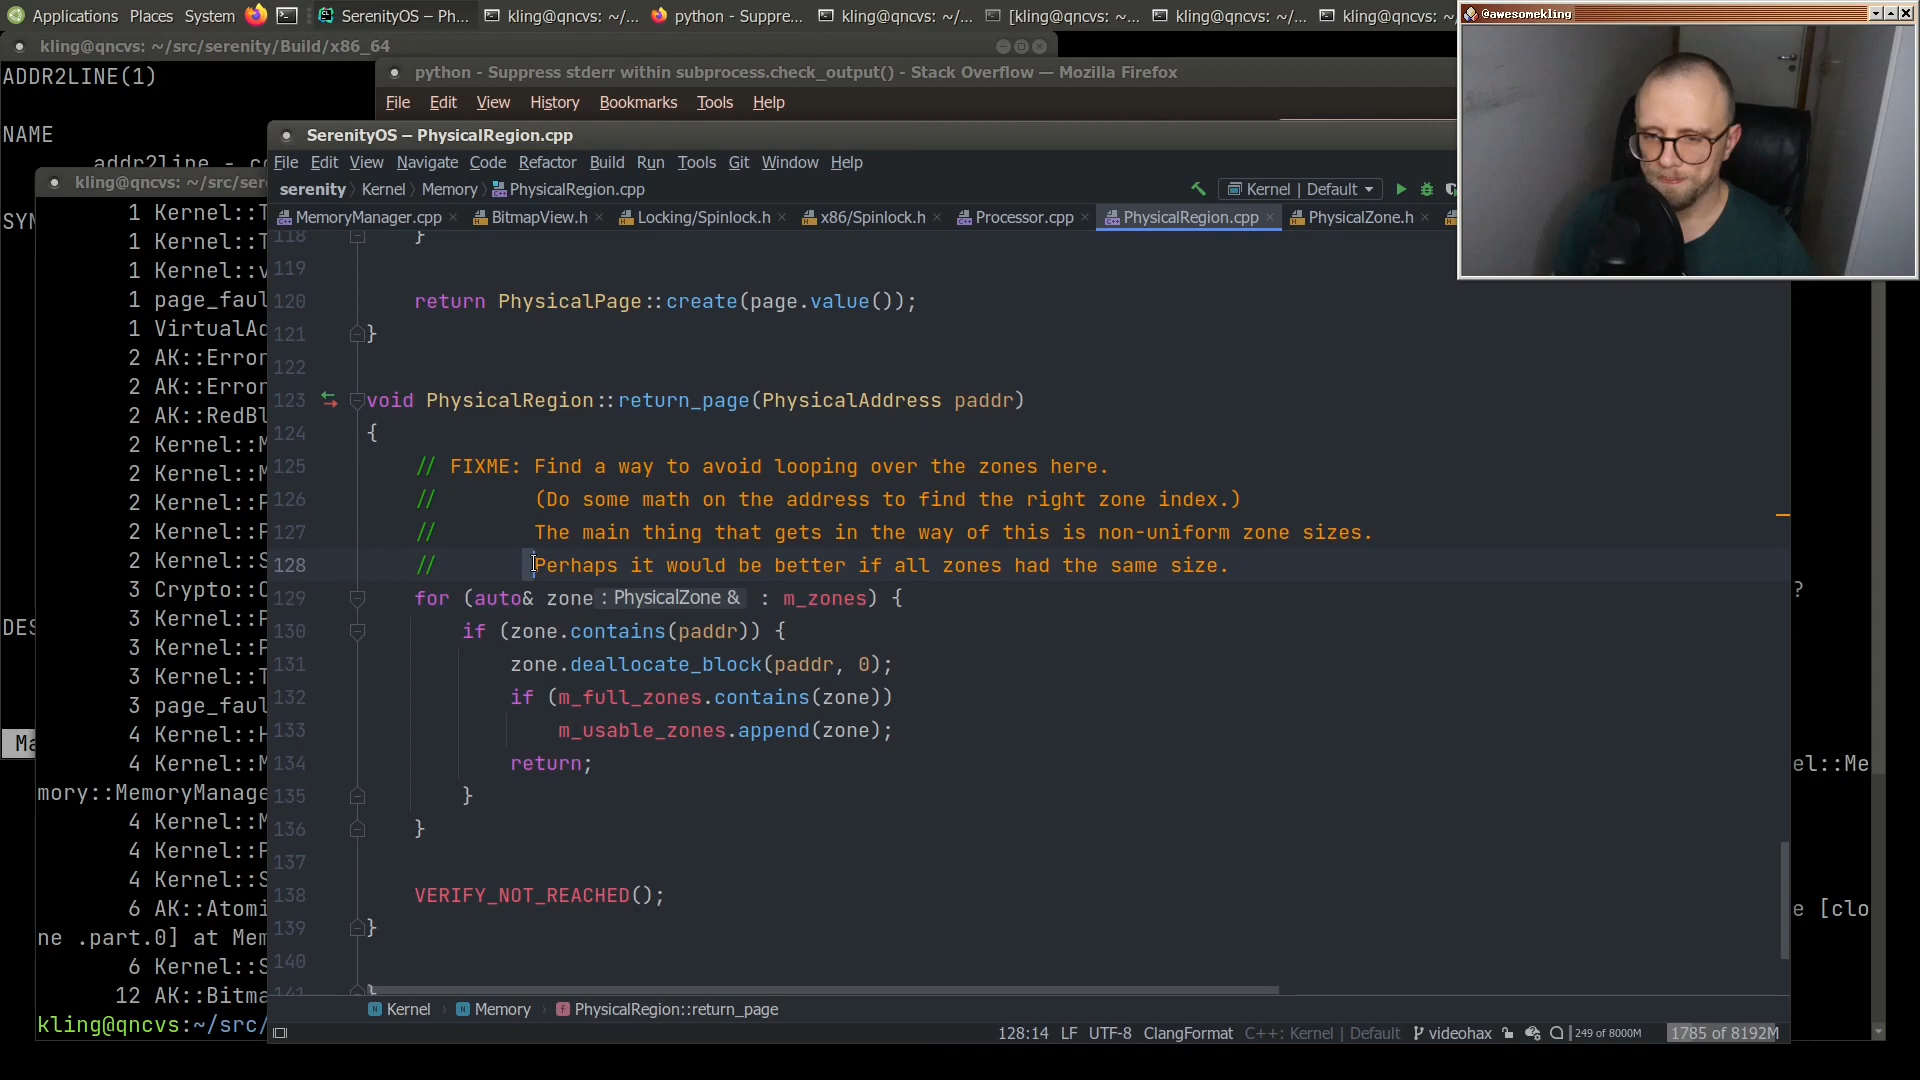 Applications Places System SerenityOS – Ph... kling@qncvs: ~/... python - Suppre... kling@qncvs: ~/... [kling@qncvs: ~... kling@qncvs: ~/... kling@qncvs: ~/
@awesomekling
kling@qncvs: ~/src/serenity/Build/x86_64
ADDR2LINE(1)
python - Suppress stderr within subprocess.check_output() - Stack Overflow — Mozilla Firefox
File Edit View History Bookmarks Tools Help
NAME
addr2line - co
SerenityOS – PhysicalRegion.cpp
File Edit View Navigate Code Refactor Build Run Tools Git Window Help
kling@qncvs: ~/src/ser
serenity Kernel Memory PhysicalRegion.cpp
Kernel | Default
SYN
MemoryManager.cpp BitmapView.h Locking/Spinlock.h x86/Spinlock.h Processor.cpp PhysicalRegion.cpp PhysicalZone.h
1 Kernel::T
1 Kernel::T
1 Kernel::v
1 page_faul
1 VirtualAd
2 AK::Error
2 AK::Error
2 AK::RedBl
2 Kernel::M
2 Kernel::M
2 Kernel::P
2 Kernel::P
2 Kernel::S
3 Crypto::C
3 Kernel::P
DES
3 Kernel::P
3 Kernel::T
3 page_faul
Ma
4 Kernel::H
4 Kernel::M
mory::MemoryManage
4 Kernel::M
4 Kernel::P
4 Kernel::S
6 AK::Atomi
ne .part.0] at Mem
6 Kernel::S
12 AK::Bitma
kling@qncvs:~/src/
118 }
119
120 return PhysicalPage::create(page.value());
121 }
122
123 void PhysicalRegion::return_page(PhysicalAddress paddr)
124 {
125 // FIXME: Find a way to avoid looping over the zones here.
126 // (Do some math on the address to find the right zone index.)
127 // The main thing that gets in the way of this is non-uniform zone sizes.
128 // Perhaps it would be better if all zones had the same size.
129 for (auto& zone : PhysicalZone & : m_zones) {
130 if (zone.contains(paddr)) {
131 zone.deallocate_block(paddr, 0);
132 if (m_full_zones.contains(zone))
133 m_usable_zones.append(zone);
134 return;
135 }
136 }
137
138 VERIFY_NOT_REACHED();
139 }
140
141 }
?
el::Me
e [clo
Kernel Memory PhysicalRegion::return_page
128:14 LF UTF-8 ClangFormat C++: Kernel | Default videohax 249 of 8000M 1785 of 8192M